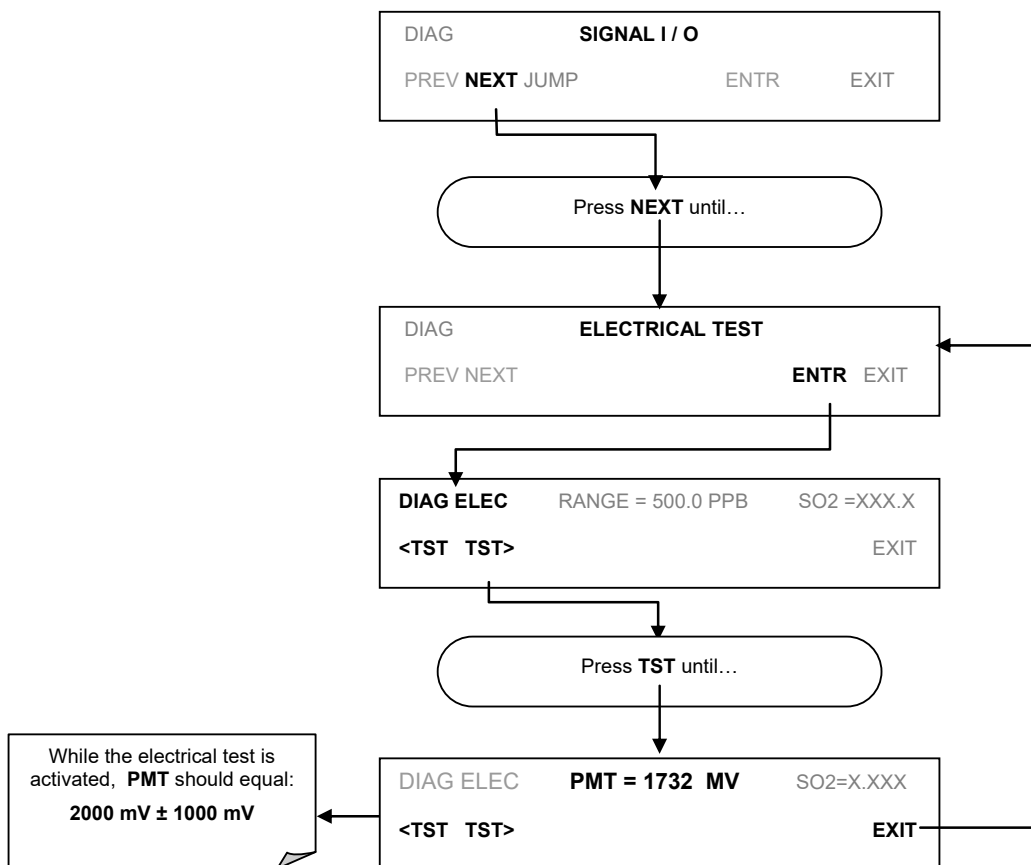 DIAG SIGNAL I / O
PREV NEXT JUMP ENTR EXIT
Press NEXT until…
DIAG ELECTRICAL TEST
PREV NEXT ENTR EXIT
DIAG ELEC RANGE = 500.0 PPB SO2 =XXX.X
<TST TST> EXIT
Press TST until…
While the electrical test is
activated, PMT should equal:
2000 mV ± 1000 mV
DIAG ELEC PMT = 1732 MV SO2=X.XXX
<TST TST> EXIT